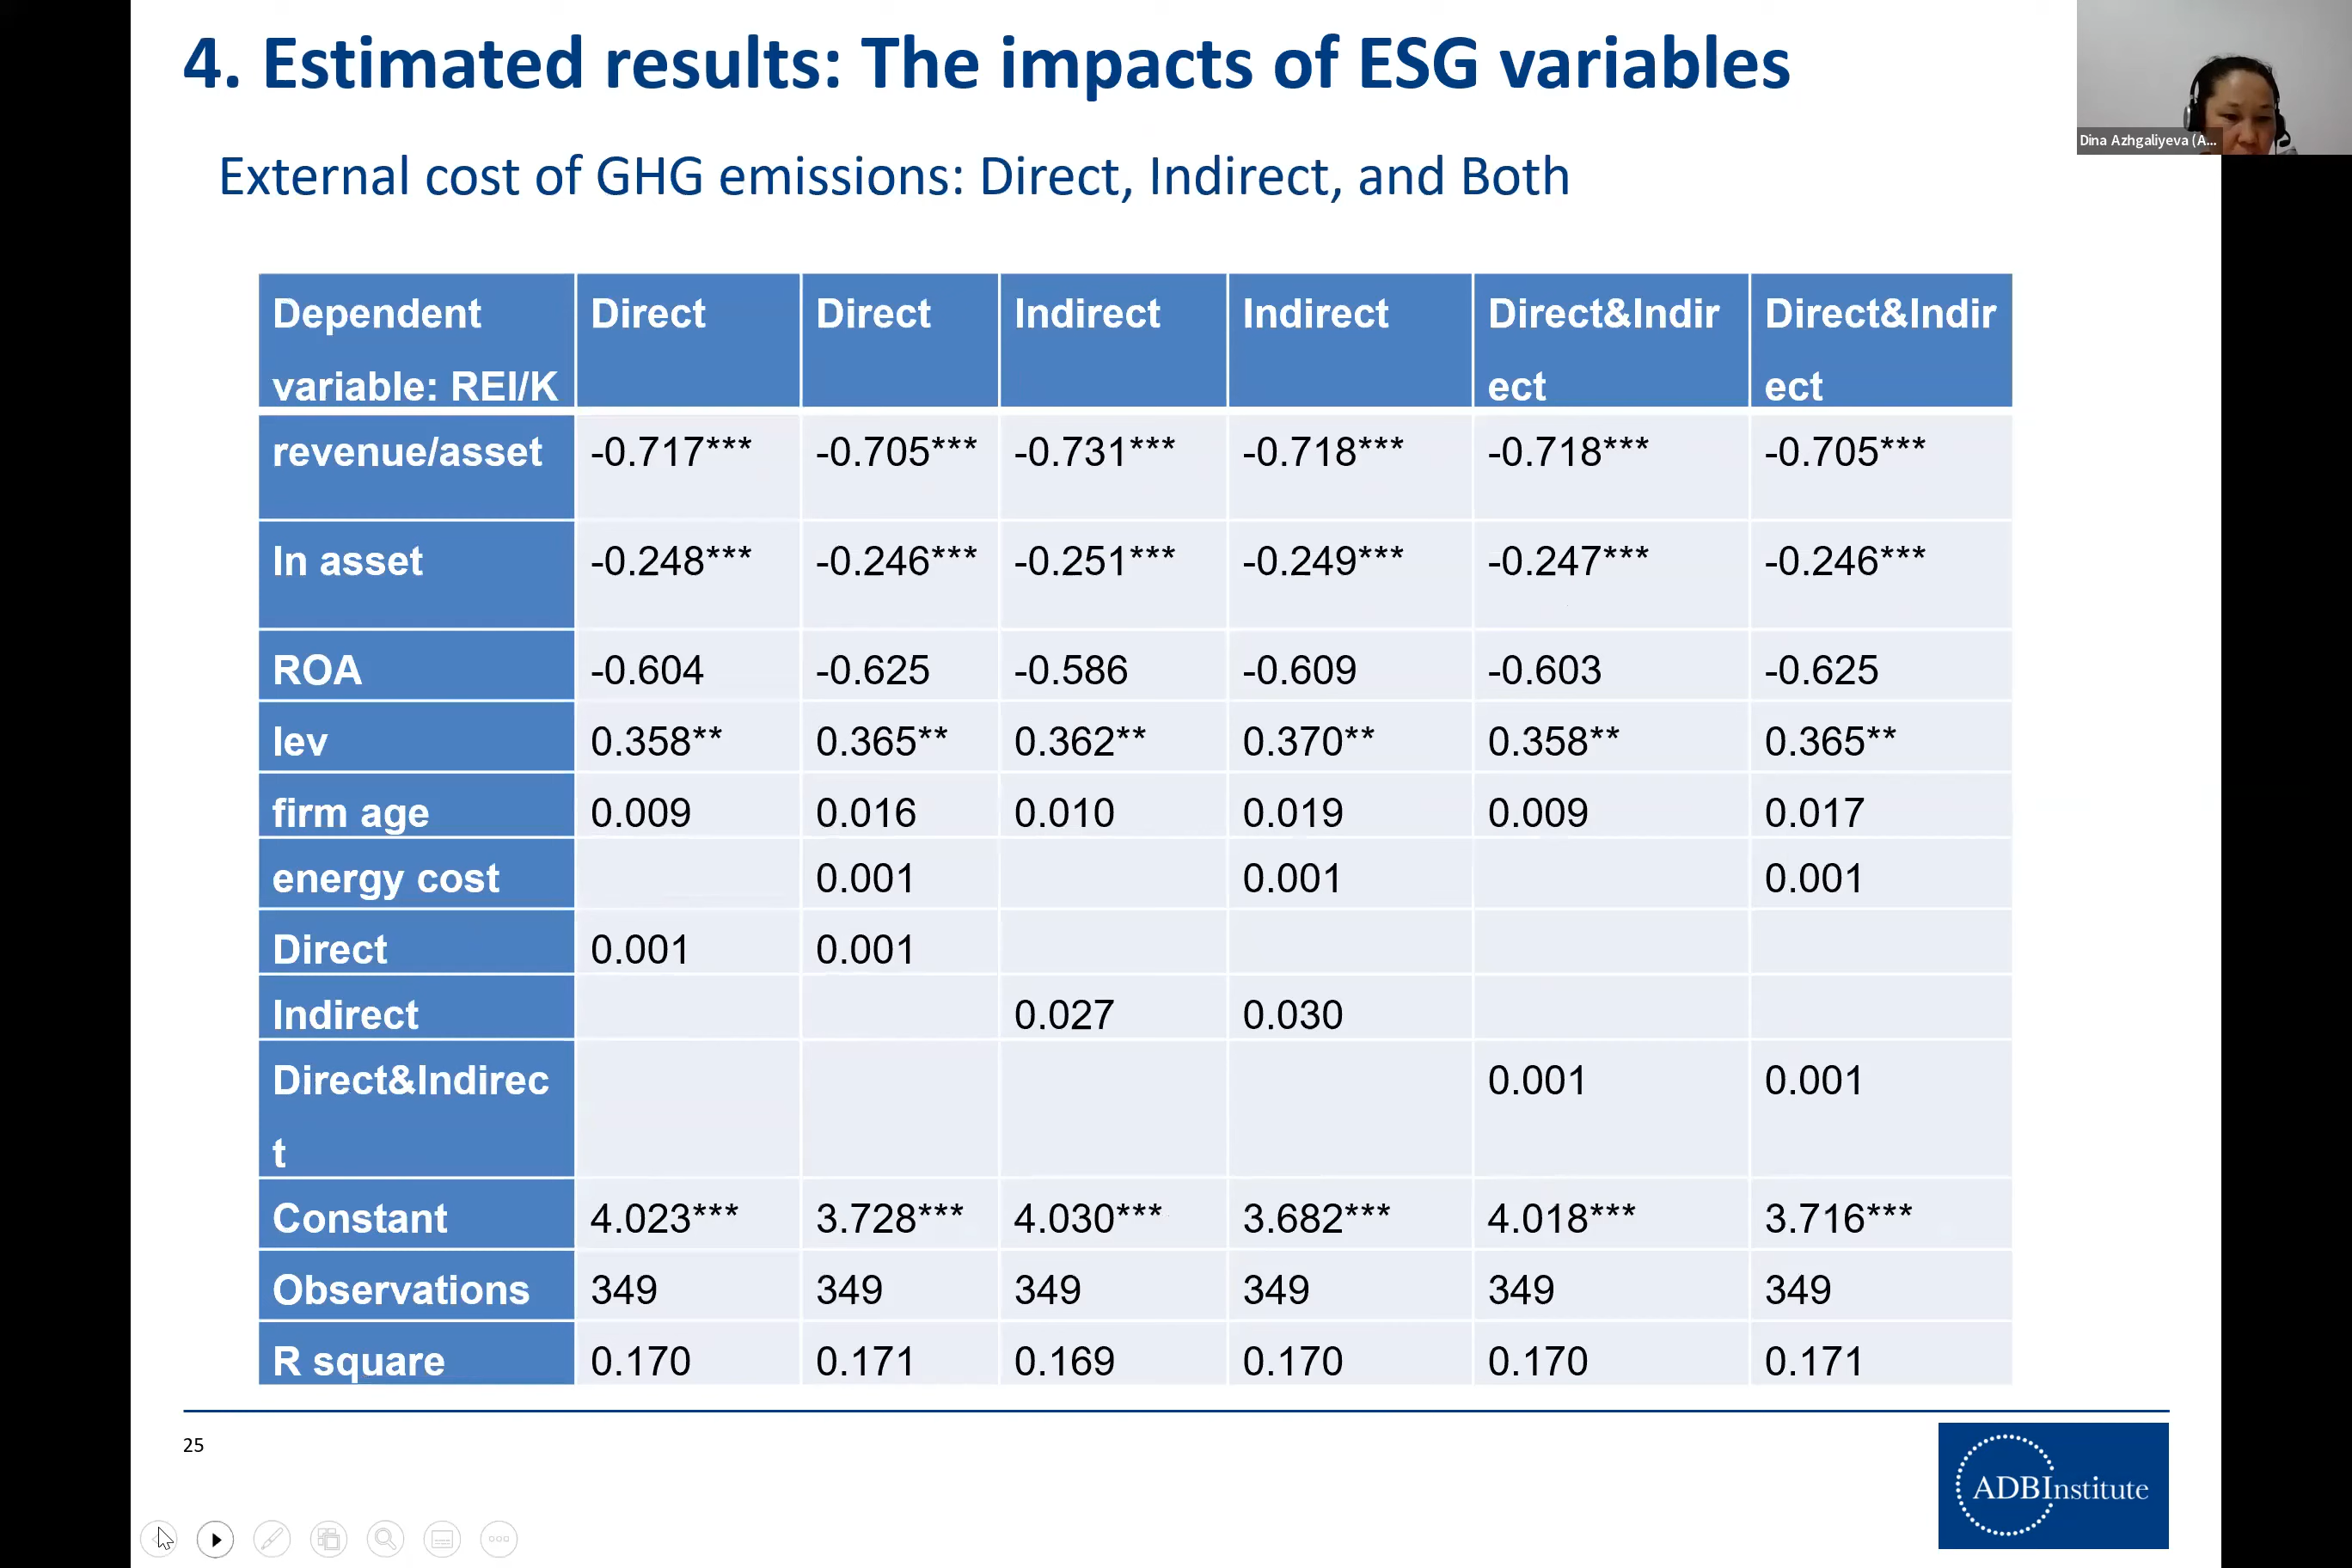 4. Estimated results: The impacts of ESG variables
Dina Azhgaliyeva (A...
External cost of GHG emissions: Direct, Indirect, and Both
Dependent variable: REI/K Direct Direct Indirect Indirect Direct&Indirect Direct&Indirect
revenue/asset -0.717*** -0.705*** -0.731*** -0.718*** -0.718*** -0.705***
ln asset -0.248*** -0.246*** -0.251*** -0.249*** -0.247*** -0.246***
ROA -0.604 -0.625 -0.586 -0.609 -0.603 -0.625
lev 0.358** 0.365** 0.362** 0.370** 0.358** 0.365**
firm age 0.009 0.016 0.010 0.019 0.009 0.017
energy cost 0.001 0.001 0.001
Direct 0.001 0.001
Indirect 0.027 0.030
Direct&Indirect 0.001 0.001
Constant 4.023*** 3.728*** 4.030*** 3.682*** 4.018*** 3.716***
Observations 349 349 349 349 349 349
R square 0.170 0.171 0.169 0.170 0.170 0.171
25
ADBInstitute